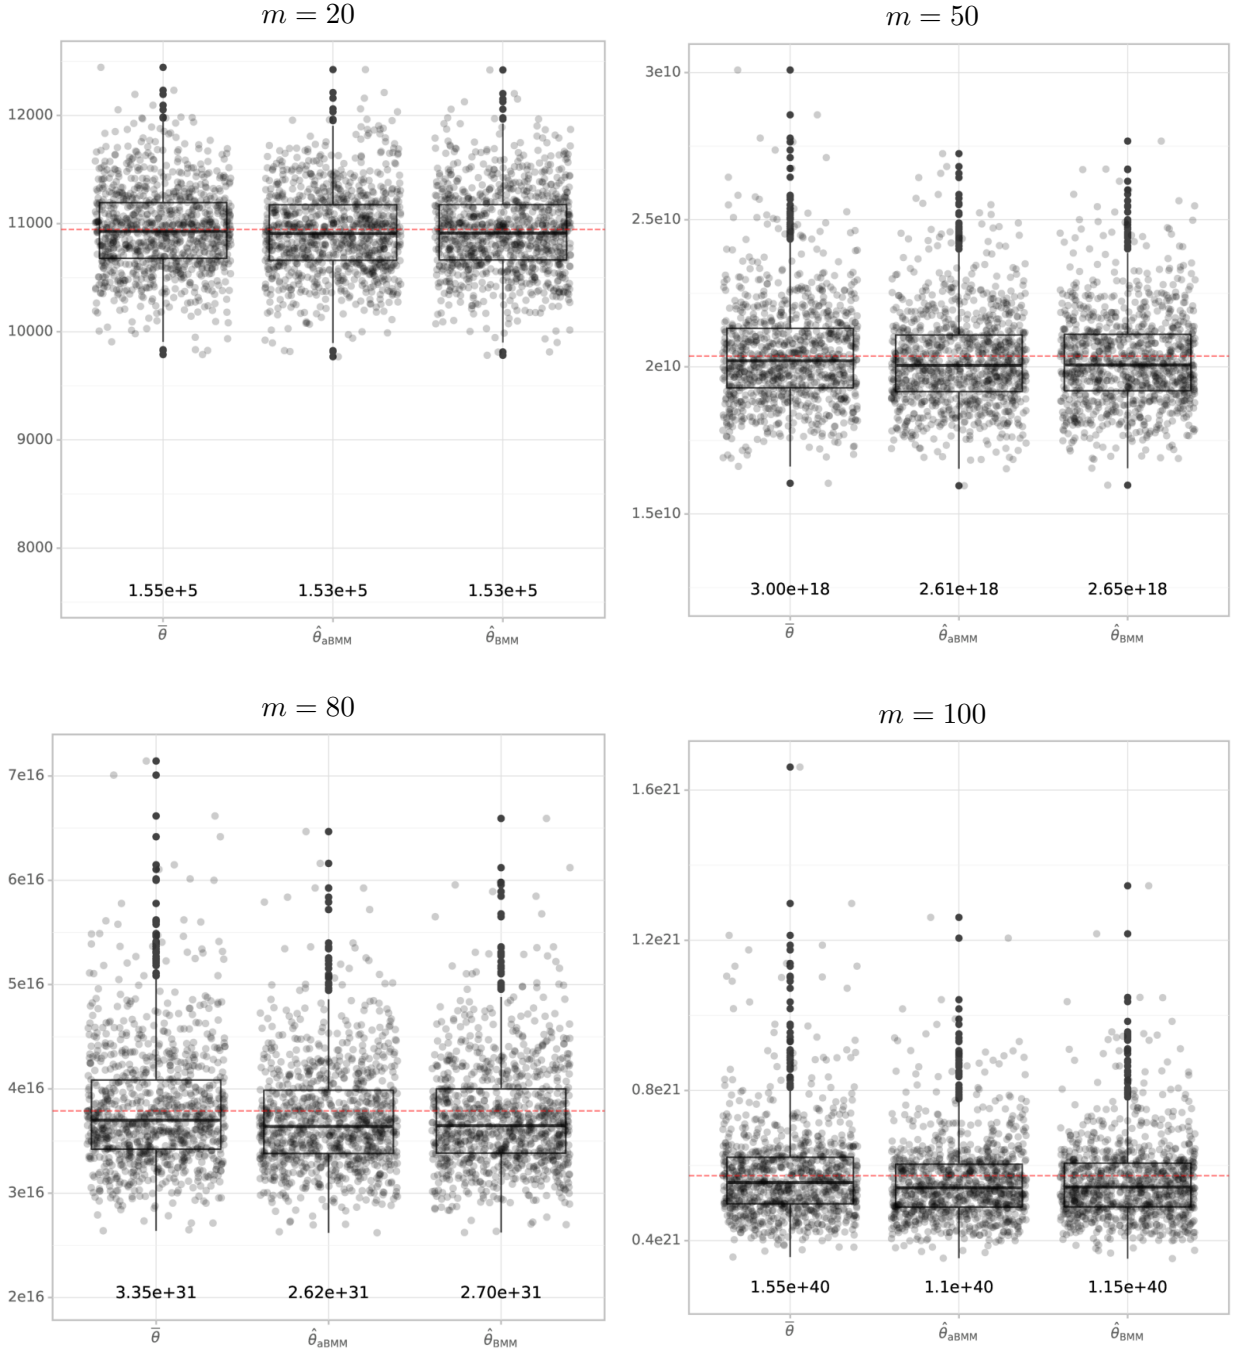 m = 20
12000
11000
10000
9000
8000
1.55e+5 1.53e+5 1.53e+5
θ̅ θ̂aBMM θ̂BMM
m = 50
3e10
2.5e10
2e10
1.5e10
3.00e+18 2.61e+18 2.65e+18
θ̅ θ̂aBMM θ̂BMM
m = 80
7e16
6e16
5e16
4e16
3e16
2e16
3.35e+31 2.62e+31 2.70e+31
θ̅ θ̂aBMM θ̂BMM
m = 100
1.6e21
1.2e21
0.8e21
0.4e21
1.55e+40 1.1e+40 1.15e+40
θ̅ θ̂aBMM θ̂BMM